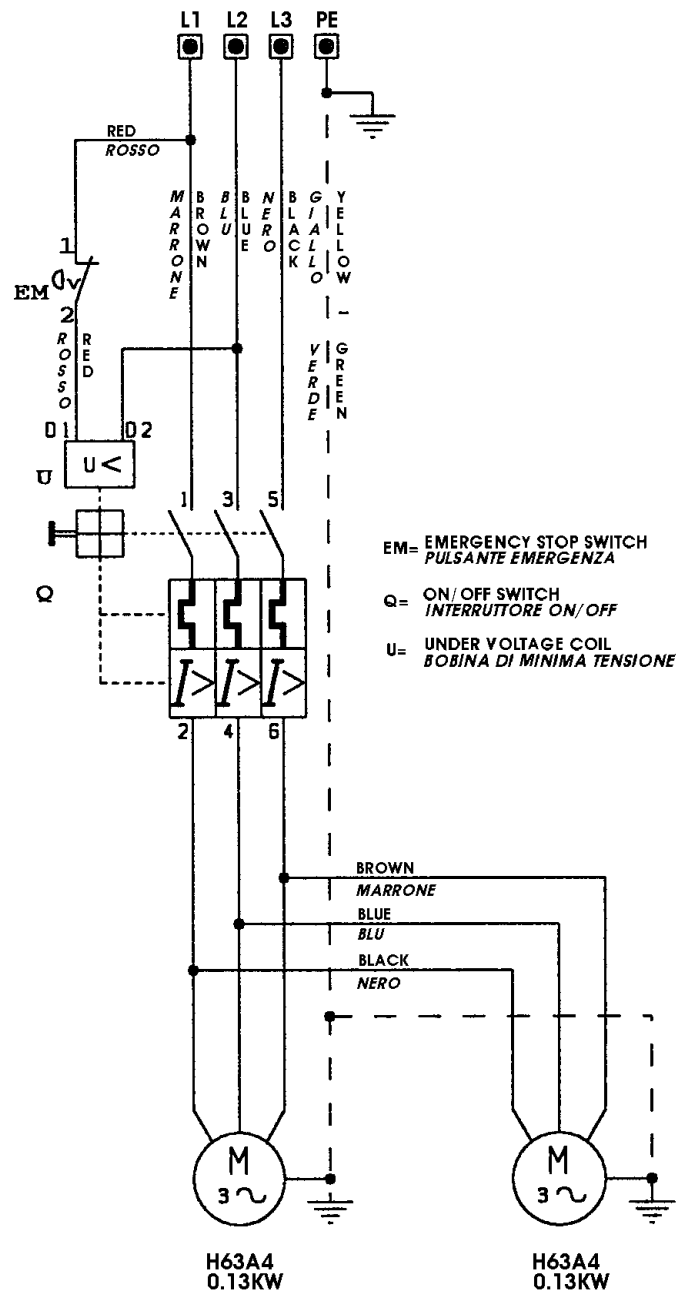 L1 L2 L3 PE
RED
ROSSO
MARRONE
BROWN
BLU
BLUE
NERO
BLACK
GIALLO - VERDE
YELLOW - GREEN
1
EM
2
ROSSO
RED
D1 D2
U<
U
1 3 5
Q
EM= EMERGENCY STOP SWITCH
PULSANTE EMERGENZA
Q= ON/OFF SWITCH
INTERRUTTORE ON/OFF
U= UNDER VOLTAGE COIL
BOBINA DI MINIMA TENSIONE
I> I> I>
2 4 6
BROWN
MARRONE
BLUE
BLU
BLACK
NERO
M M
3~ 3~
H63A4 H63A4
0.13KW 0.13KW